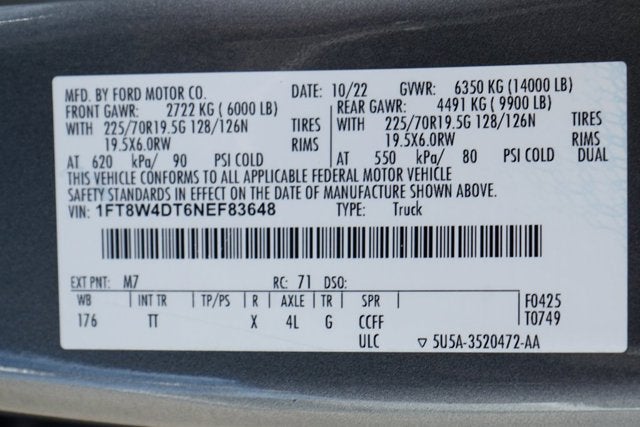 MFD. BY FORD MOTOR CO. DATE: 10/22 GVWR: 6350 KG (14000 LB)
FRONT GAWR: 2722 KG (6000 LB) REAR GAWR: 4491 KG (9900 LB)
WITH 225/70R19.5G 128/126N TIRES WITH 225/70R19.5G 128/126N TIRES
19.5X6.0RW RIMS 19.5X6.0RW RIMS
AT 620 kPa/ 90 PSI COLD AT 550 kPa/ 80 PSI COLD DUAL
THIS VEHICLE CONFORMS TO ALL APPLICABLE FEDERAL MOTOR VEHICLE
SAFETY STANDARDS IN EFFECT ON THE DATE OF MANUFACTURE SHOWN ABOVE.
VIN: 1FT8W4DT6NEF83648 TYPE: Truck
EXT PNT: M7 RC: 71 DSO:
WB INT TR TP/PS R AXLE TR SPR F0425
176 TT X 4L G CCFF T0749
ULC ▽ 5U5A-3520472-AA